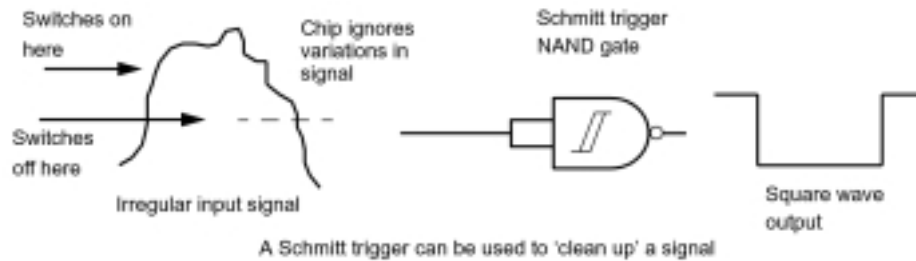 Switches on
here
Chip ignores
variations in
signal
Schmitt trigger
NAND gate
Switches
off here
Irregular input signal
Square wave
output
A Schmitt trigger can be used to 'clean up' a signal